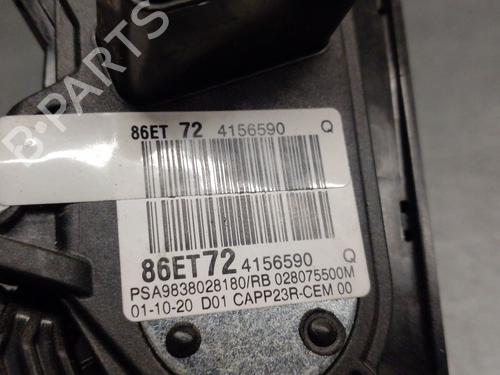 86ET 72 4156590 Q
B-PARTS
86ET72 4156590 Q
PSA9838028180/RB 028075500M
01-10-20 D01 CAPP23R-CEM 00